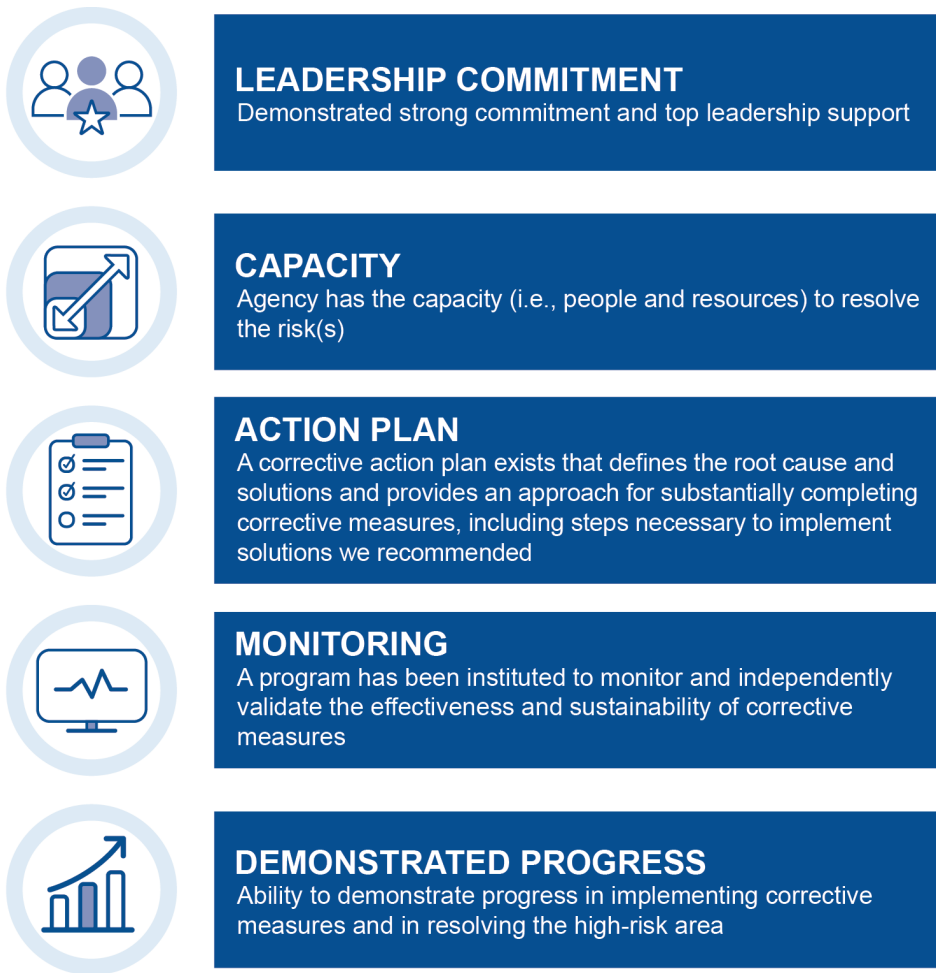 LEADERSHIP COMMITMENT
Demonstrated strong commitment and top leadership support
CAPACITY
Agency has the capacity (i.e., people and resources) to resolve
the risk(s)
ACTION PLAN
A corrective action plan exists that defines the root cause and
solutions and provides an approach for substantially completing
corrective measures, including steps necessary to implement
solutions we recommended
MONITORING
A program has been instituted to monitor and independently
validate the effectiveness and sustainability of corrective
measures
DEMONSTRATED PROGRESS
Ability to demonstrate progress in implementing corrective
measures and in resolving the high-risk area